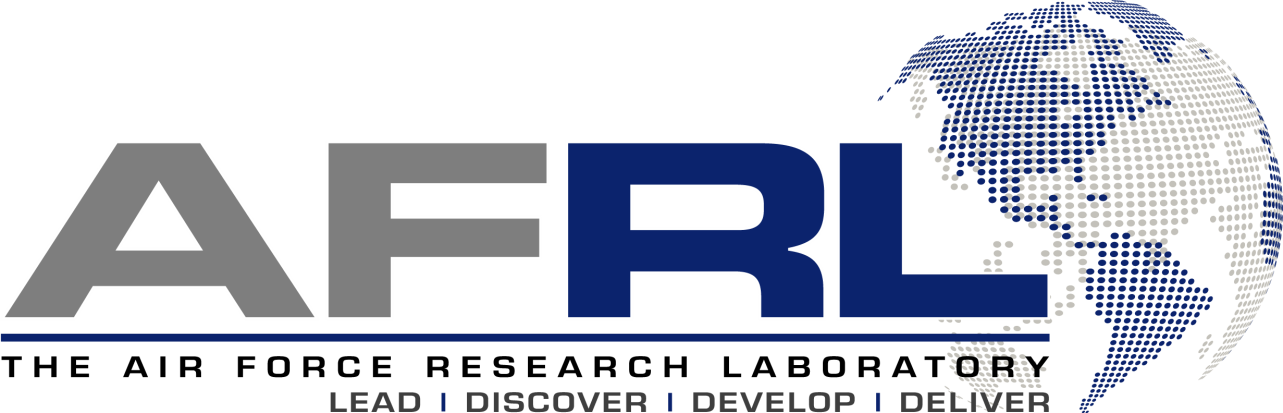 AFRL
THE AIR FORCE RESEARCH LABORATORY
LEAD | DISCOVER | DEVELOP | DELIVER